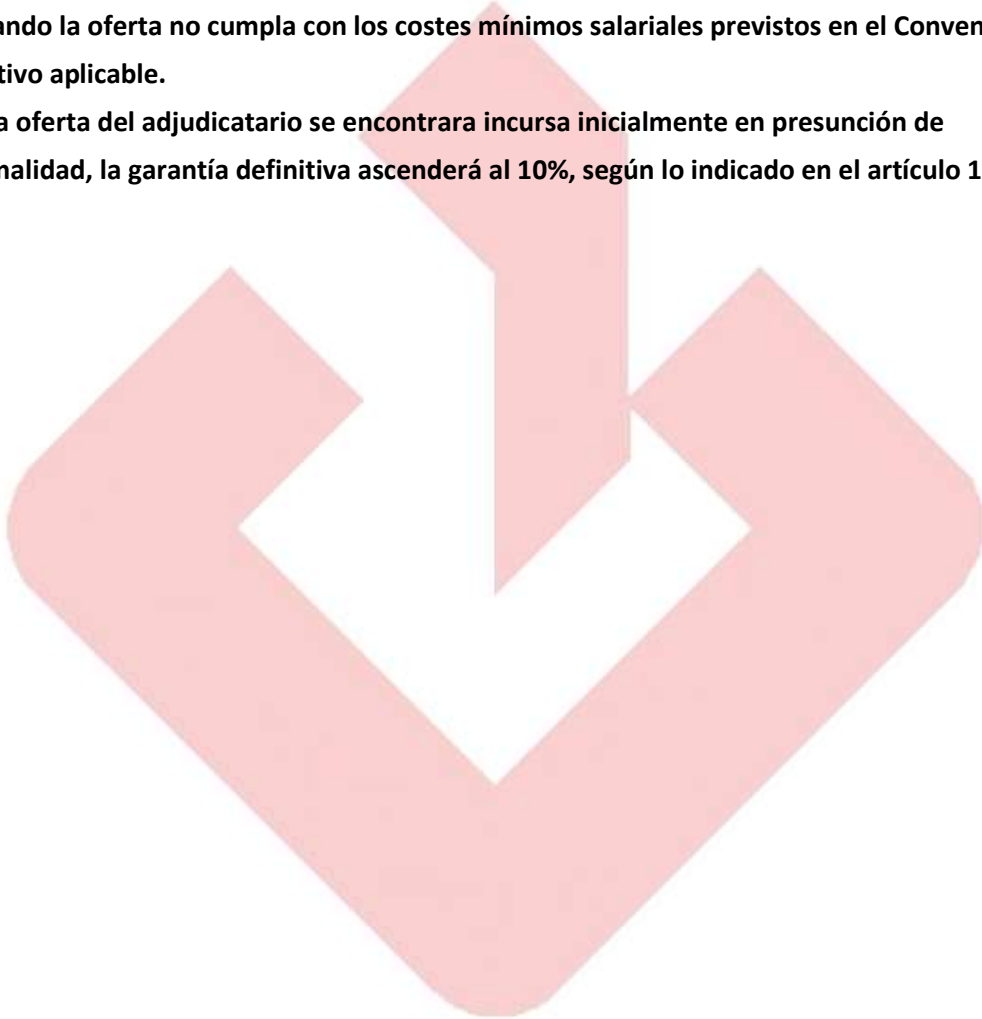 ando la oferta no cumpla con los costes mínimos salariales previstos en el Conven
tivo aplicable.
a oferta del adjudicatario se encontrara incursa inicialmente en presunción de
nalidad, la garantía definitiva ascenderá al 10%, según lo indicado en el artículo 1